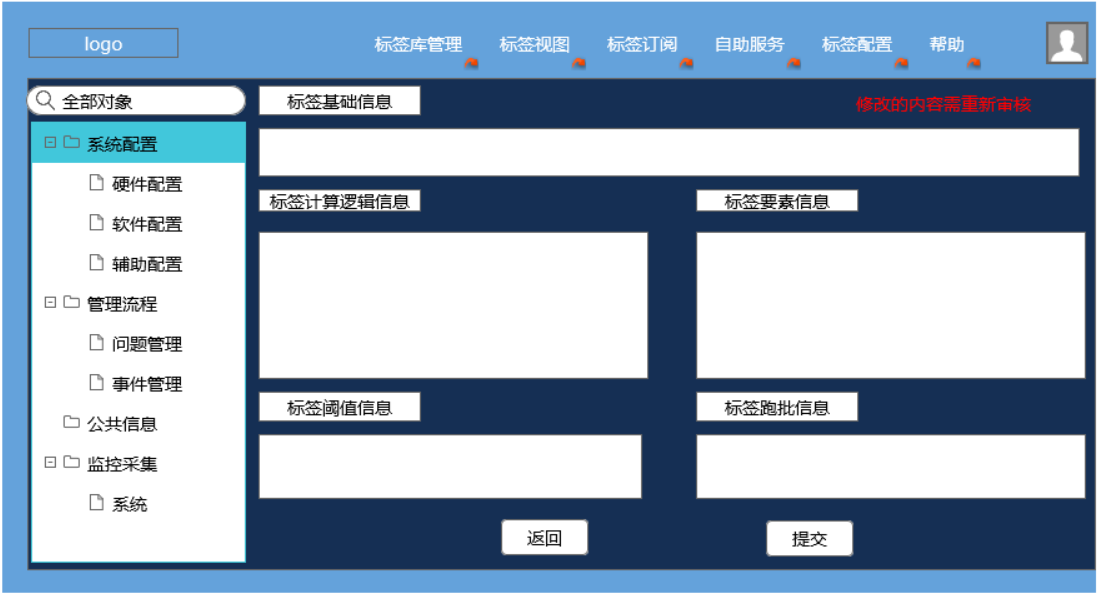 logo
标签库管理 标签视图 标签订阅 自助服务 标签配置 帮助
全部对象
系统配置
硬件配置
软件配置
辅助配置
管理流程
问题管理
事件管理
公共信息
监控采集
系统
标签基础信息
修改的内容需重新审核
标签计算逻辑信息
标签要素信息
标签阈值信息
标签跑批信息
返回
提交